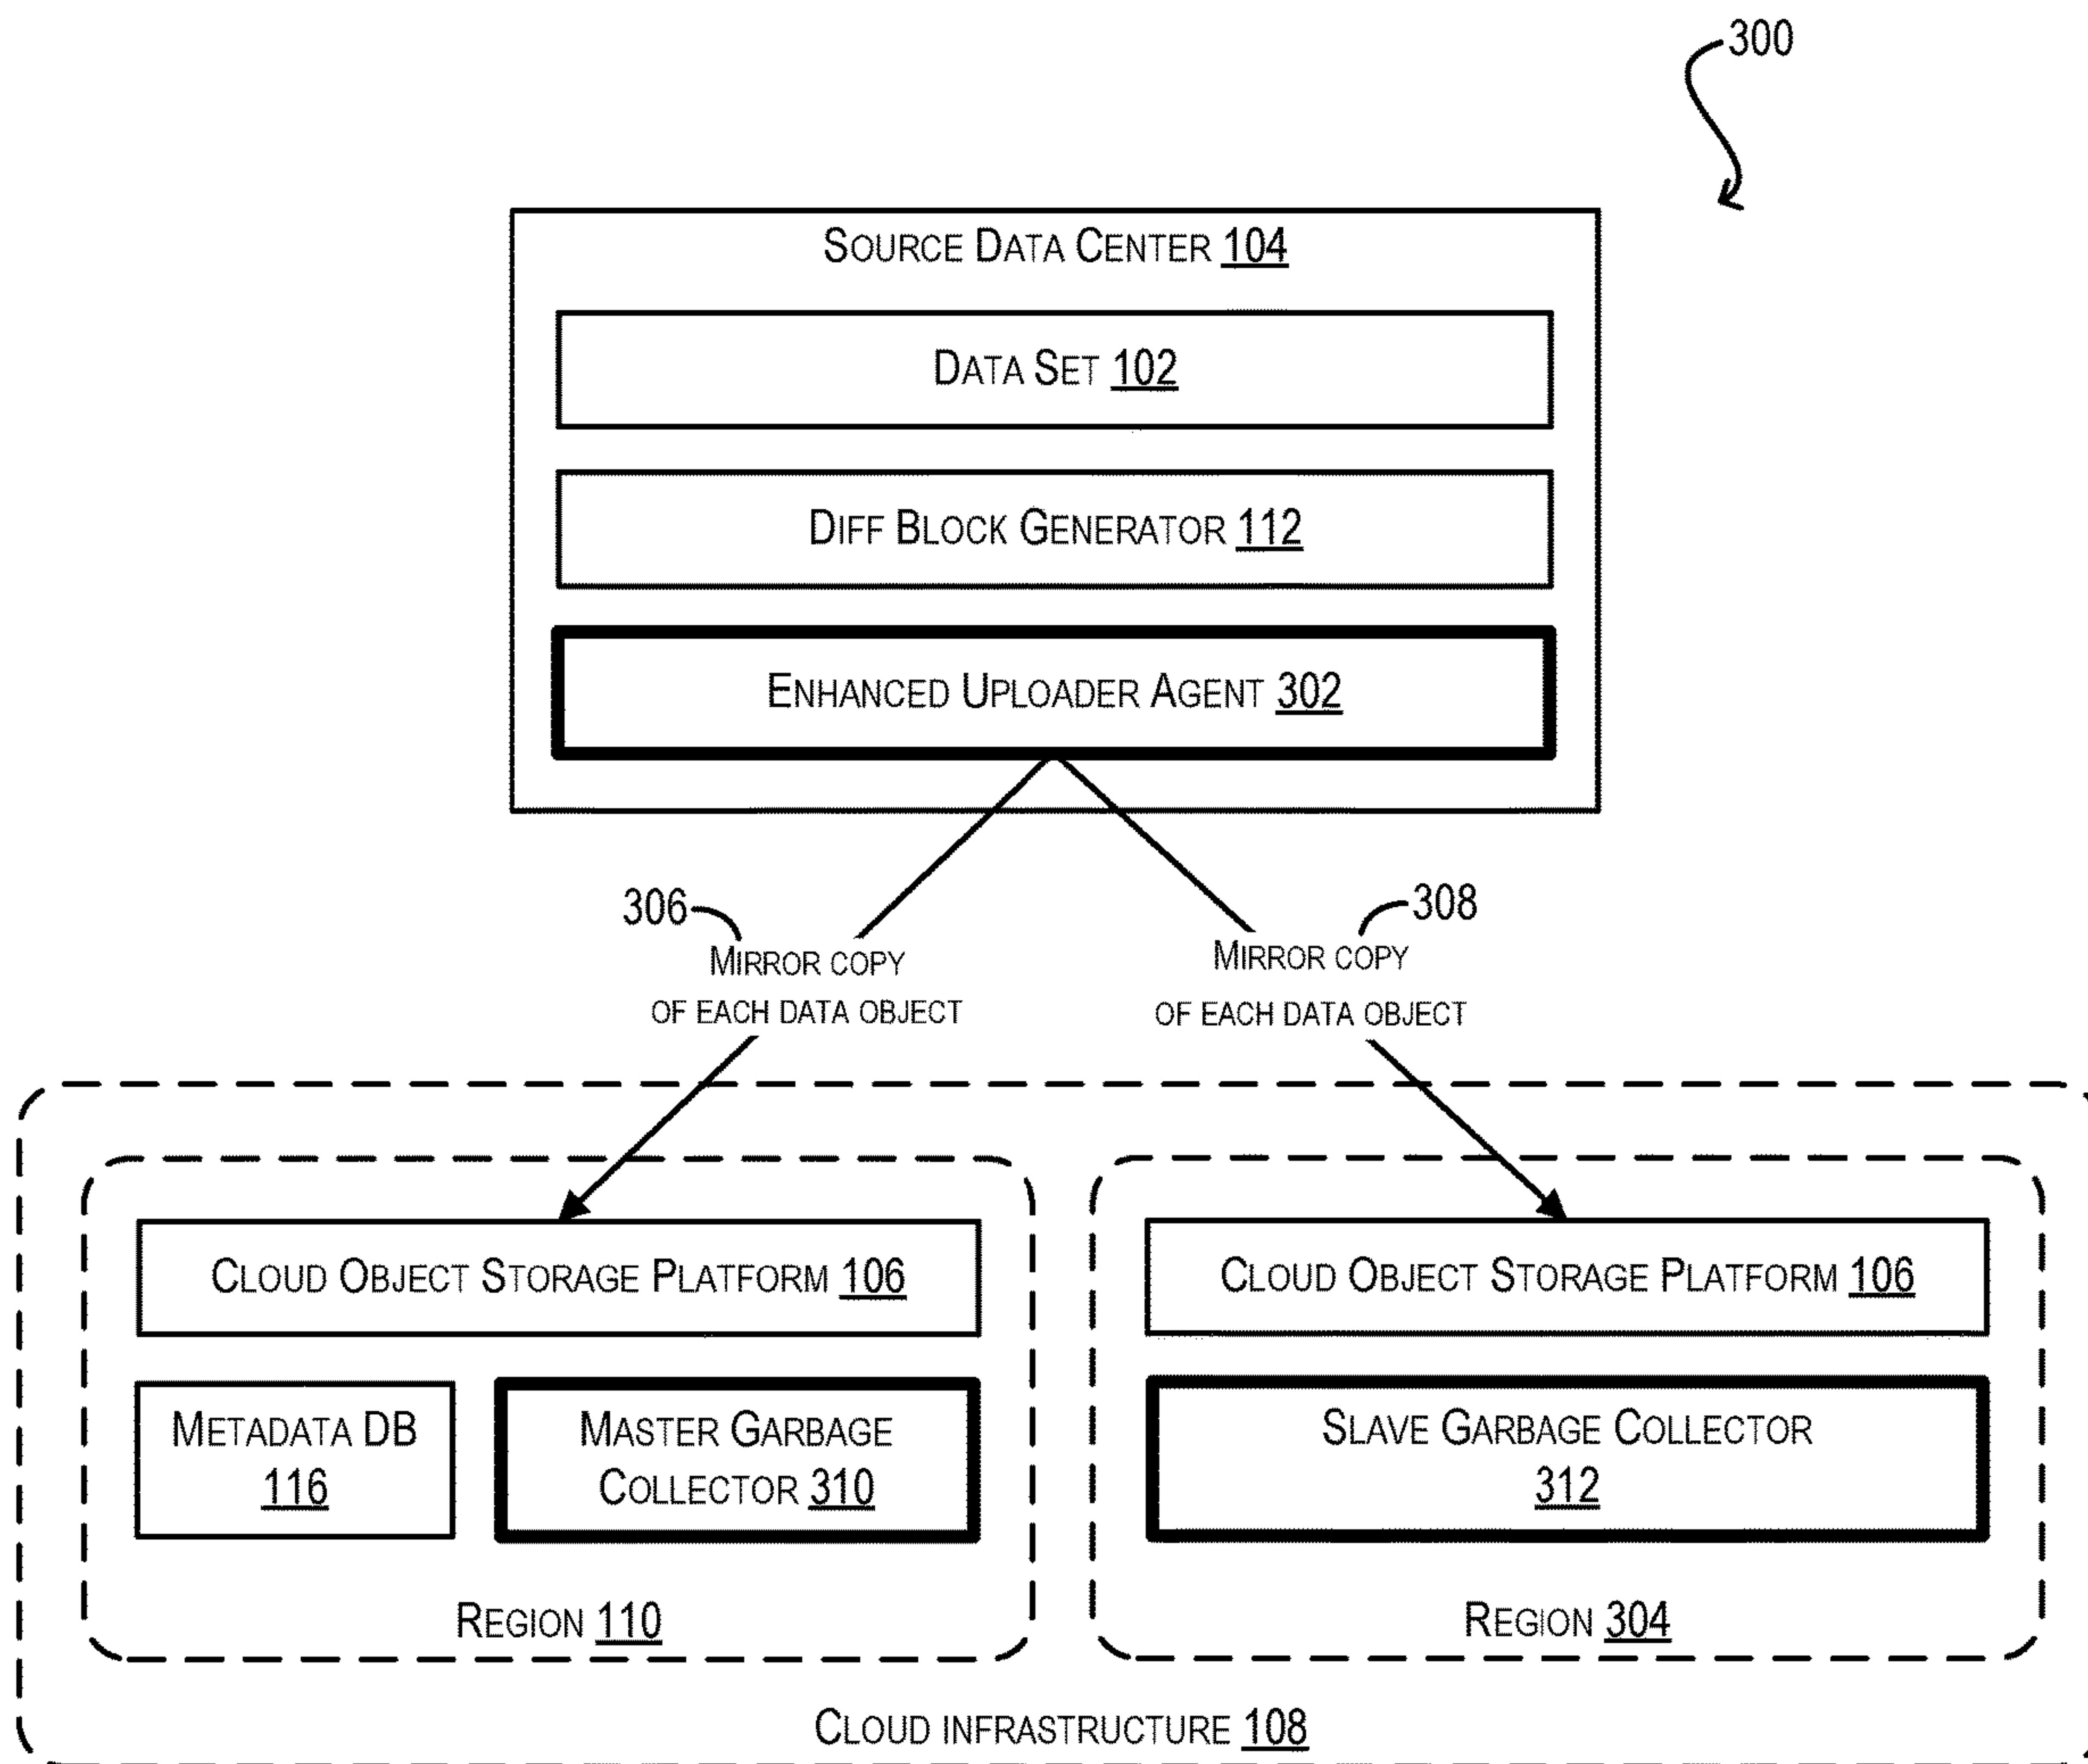 300
SOURCE DATA CENTER 104
DATA SET 102
DIFF BLOCK GENERATOR 112
ENHANCED UPLOADER AGENT 302
306
MIRROR COPY
OF EACH DATA OBJECT
308
MIRROR COPY
OF EACH DATA OBJECT
CLOUD OBJECT STORAGE PLATFORM 106
METADATA DB
116
MASTER GARBAGE
COLLECTOR 310
REGION 110
CLOUD OBJECT STORAGE PLATFORM 106
SLAVE GARBAGE COLLECTOR
312
REGION 304
CLOUD INFRASTRUCTURE 108